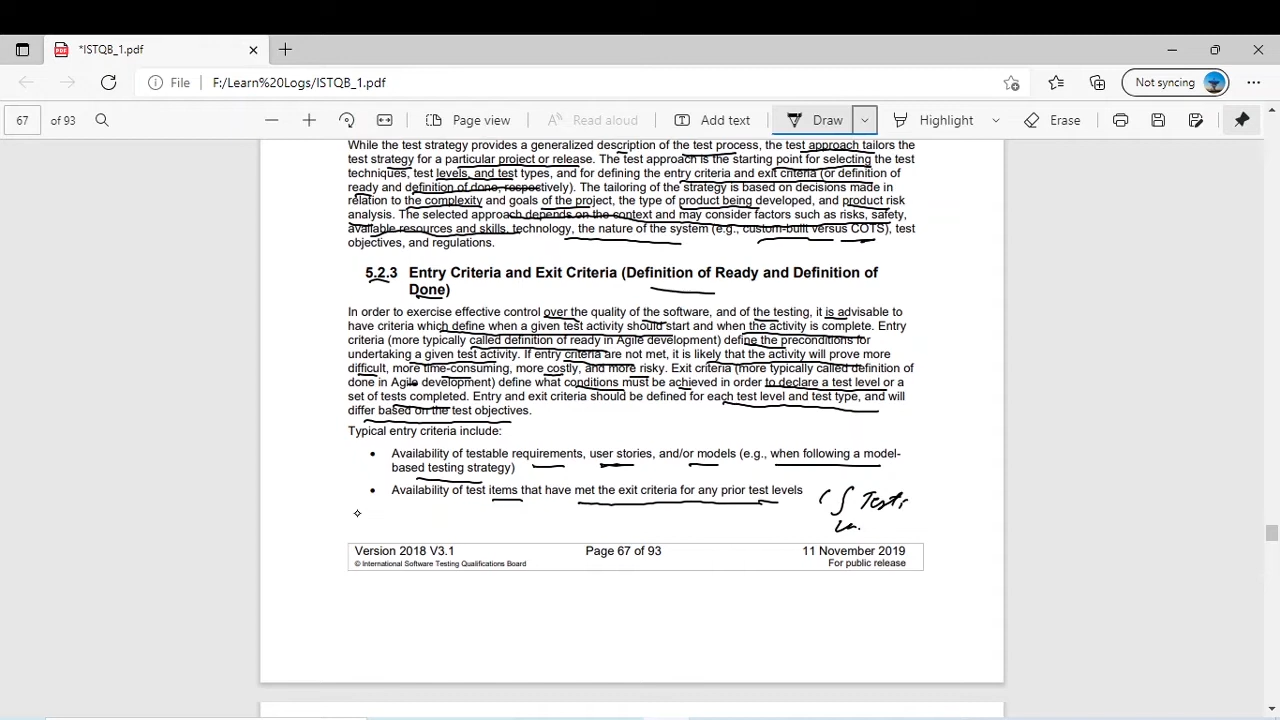 *ISTQB_1.pdf
File F:/Learn%20Logs/ISTQB_1.pdf Not syncing
67 of 93 Page view Read aloud Add text Draw Highlight Erase
While the test strategy provides a generalized description of the test process, the test approach tailors the
test strategy for a particular project or release. The test approach is the starting point for selecting the test
techniques, test levels, and test types, and for defining the entry criteria and exit criteria (or definition of
ready and definition of done, respectively). The tailoring of the strategy is based on decisions made in
relation to the complexity and goals of the project, the type of product being developed, and product risk
analysis. The selected approach depends on the context and may consider factors such as risks, safety,
available resources and skills, technology, the nature of the system (e.g., custom-built versus COTS), test
objectives, and regulations.
5.2.3 Entry Criteria and Exit Criteria (Definition of Ready and Definition of
Done)
In order to exercise effective control over the quality of the software, and of the testing, it is advisable to
have criteria which define when a given test activity should start and when the activity is complete. Entry
criteria (more typically called definition of ready in Agile development) define the preconditions for
undertaking a given test activity. If entry criteria are not met, it is likely that the activity will prove more
difficult, more time-consuming, more costly, and more risky. Exit criteria (more typically called definition of
done in Agile development) define what conditions must be achieved in order to declare a test level or a
set of tests completed. Entry and exit criteria should be defined for each test level and test type, and will
differ based on the test objectives.
Typical entry criteria include:
• Availability of testable requirements, user stories, and/or models (e.g., when following a model-
based testing strategy)
• Availability of test items that have met the exit criteria for any prior test levels
Version 2018 V3.1 Page 67 of 93 11 November 2019
© International Software Testing Qualifications Board For public release